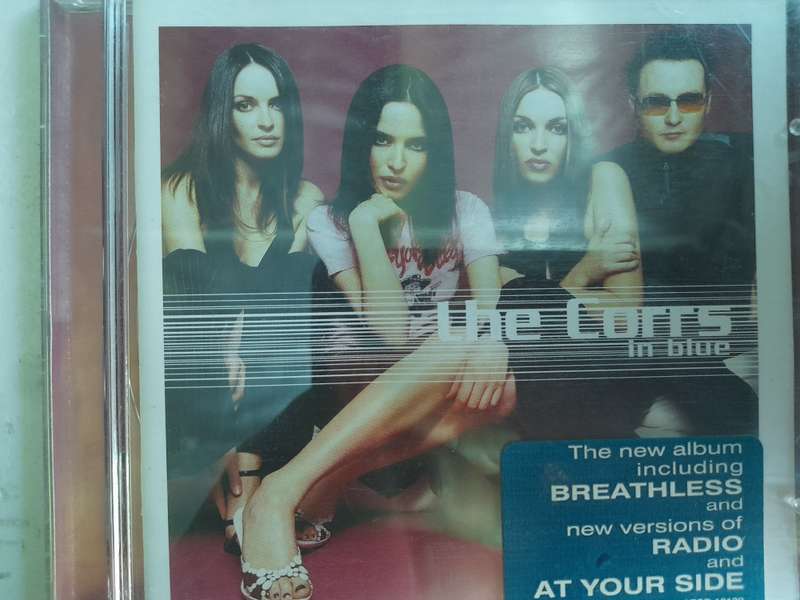 the Corrs
in blue
The new album
including
BREATHLESS
and
new versions of
RADIO
and
AT YOUR SIDE